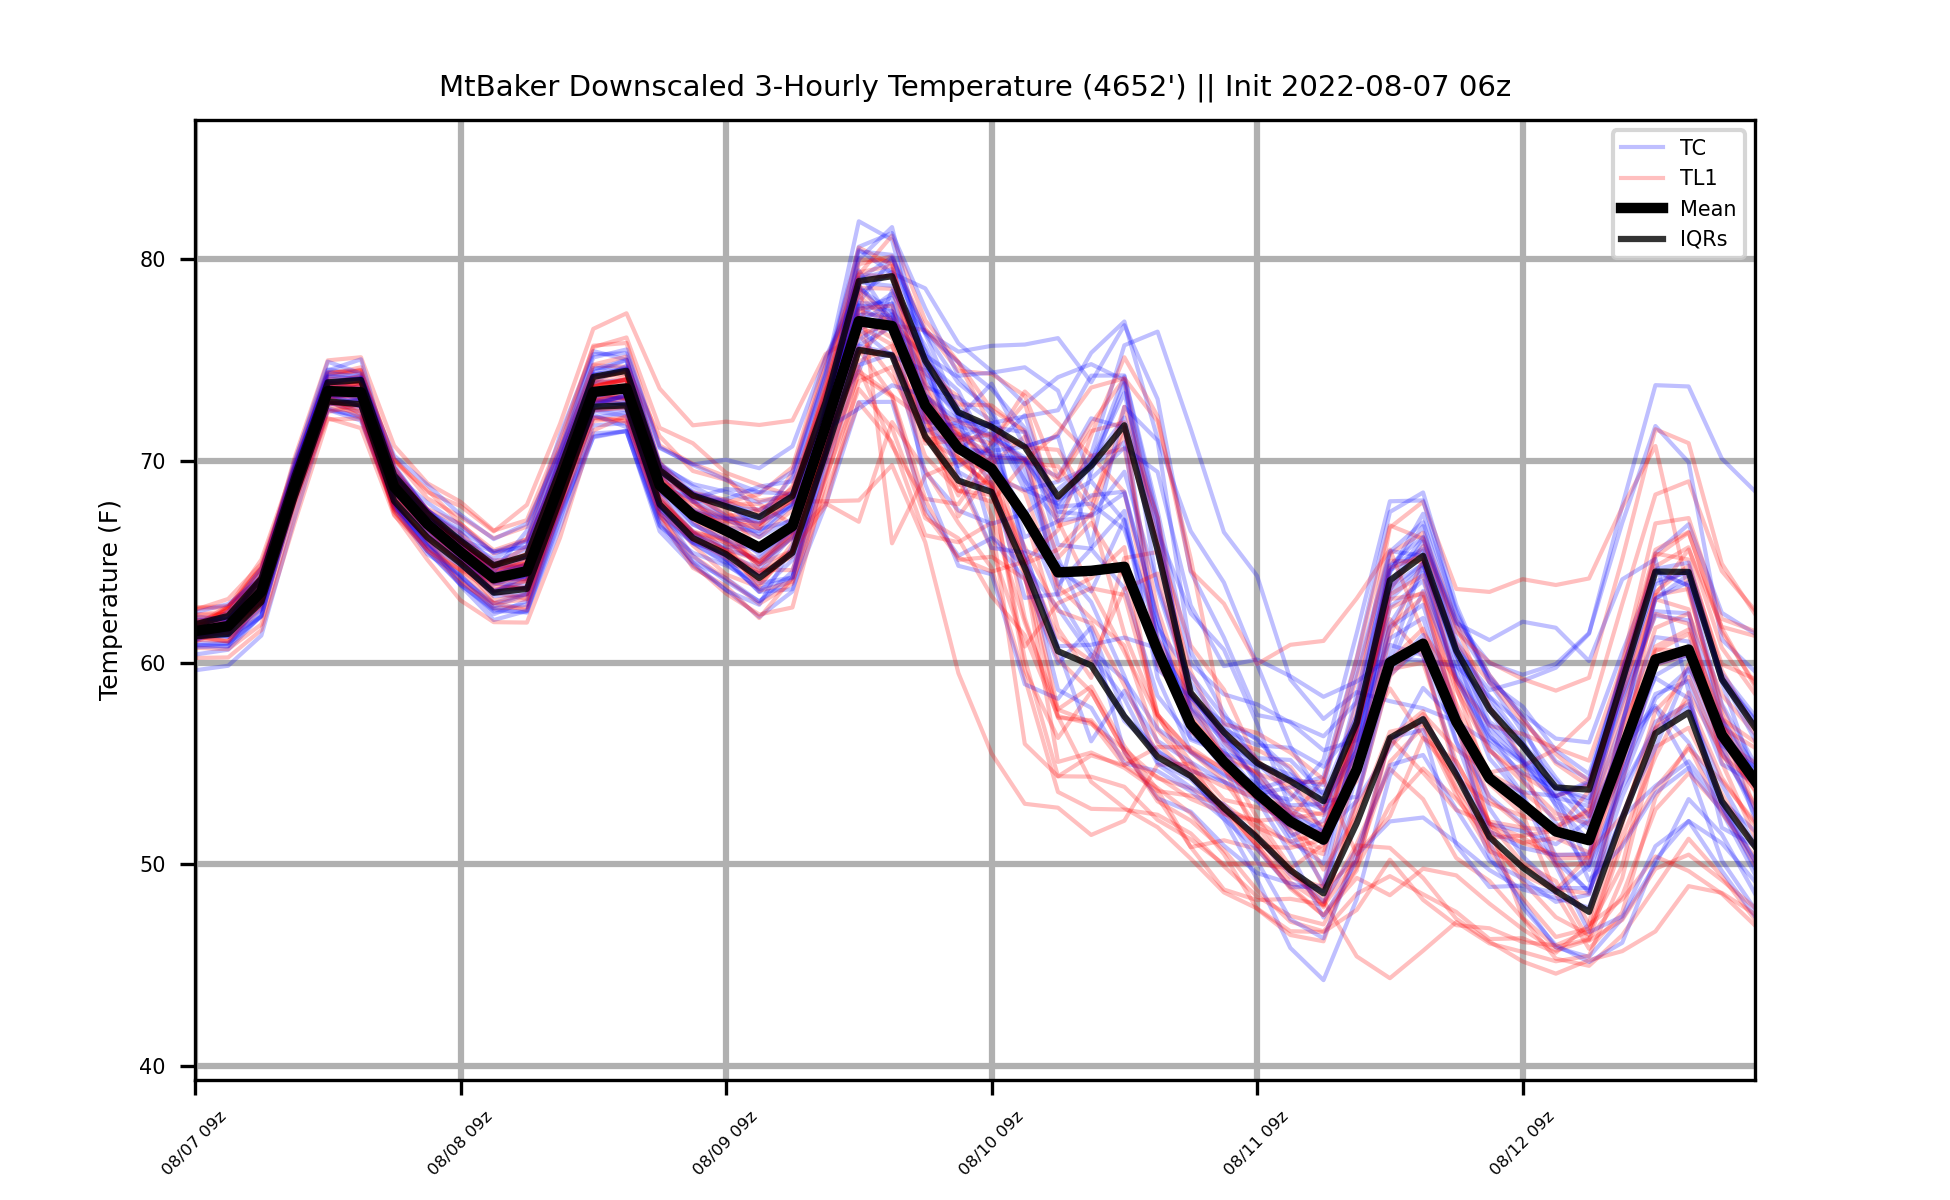 MtBaker Downscaled 3-Hourly Temperature (4652') || Init 2022-08-07 06z
TC
TL1
Mean
IQRs
Temperature (F)
80
70
60
50
40
08/07 09z
08/08 09z
08/09 09z
08/10 09z
08/11 09z
08/12 09z